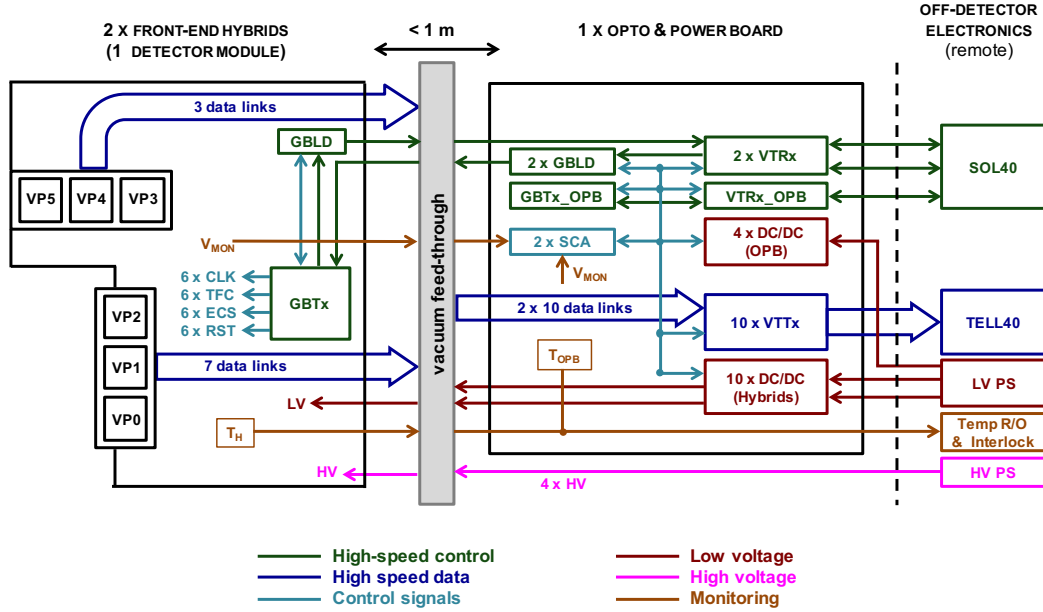 2 x FRONT-END HYBRIDS
(1 DETECTOR MODULE)
< 1 m
1 x OPTO & POWER BOARD
OFF-DETECTOR
ELECTRONICS
(remote)
3 data links
GBLD
2 x GBLD
2 x VTRx
SOL40
VP5
VP4
VP3
GBTx_OPB
VTRx_OPB
V_MON
2 x SCA
4 x DC/DC
(OPB)
V_MON
6 x CLK
6 x TFC
6 x ECS
6 x RST
GBTx
vacuum feed-through
2 x 10 data links
10 x VTTx
TELL40
VP2
VP1
VP0
7 data links
T_OPB
10 x DC/DC
(Hybrids)
LV PS
LV
T_H
Temp R/O
& Interlock
HV
4 x HV
HV PS
High-speed control
High speed data
Control signals
Low voltage
High voltage
Monitoring